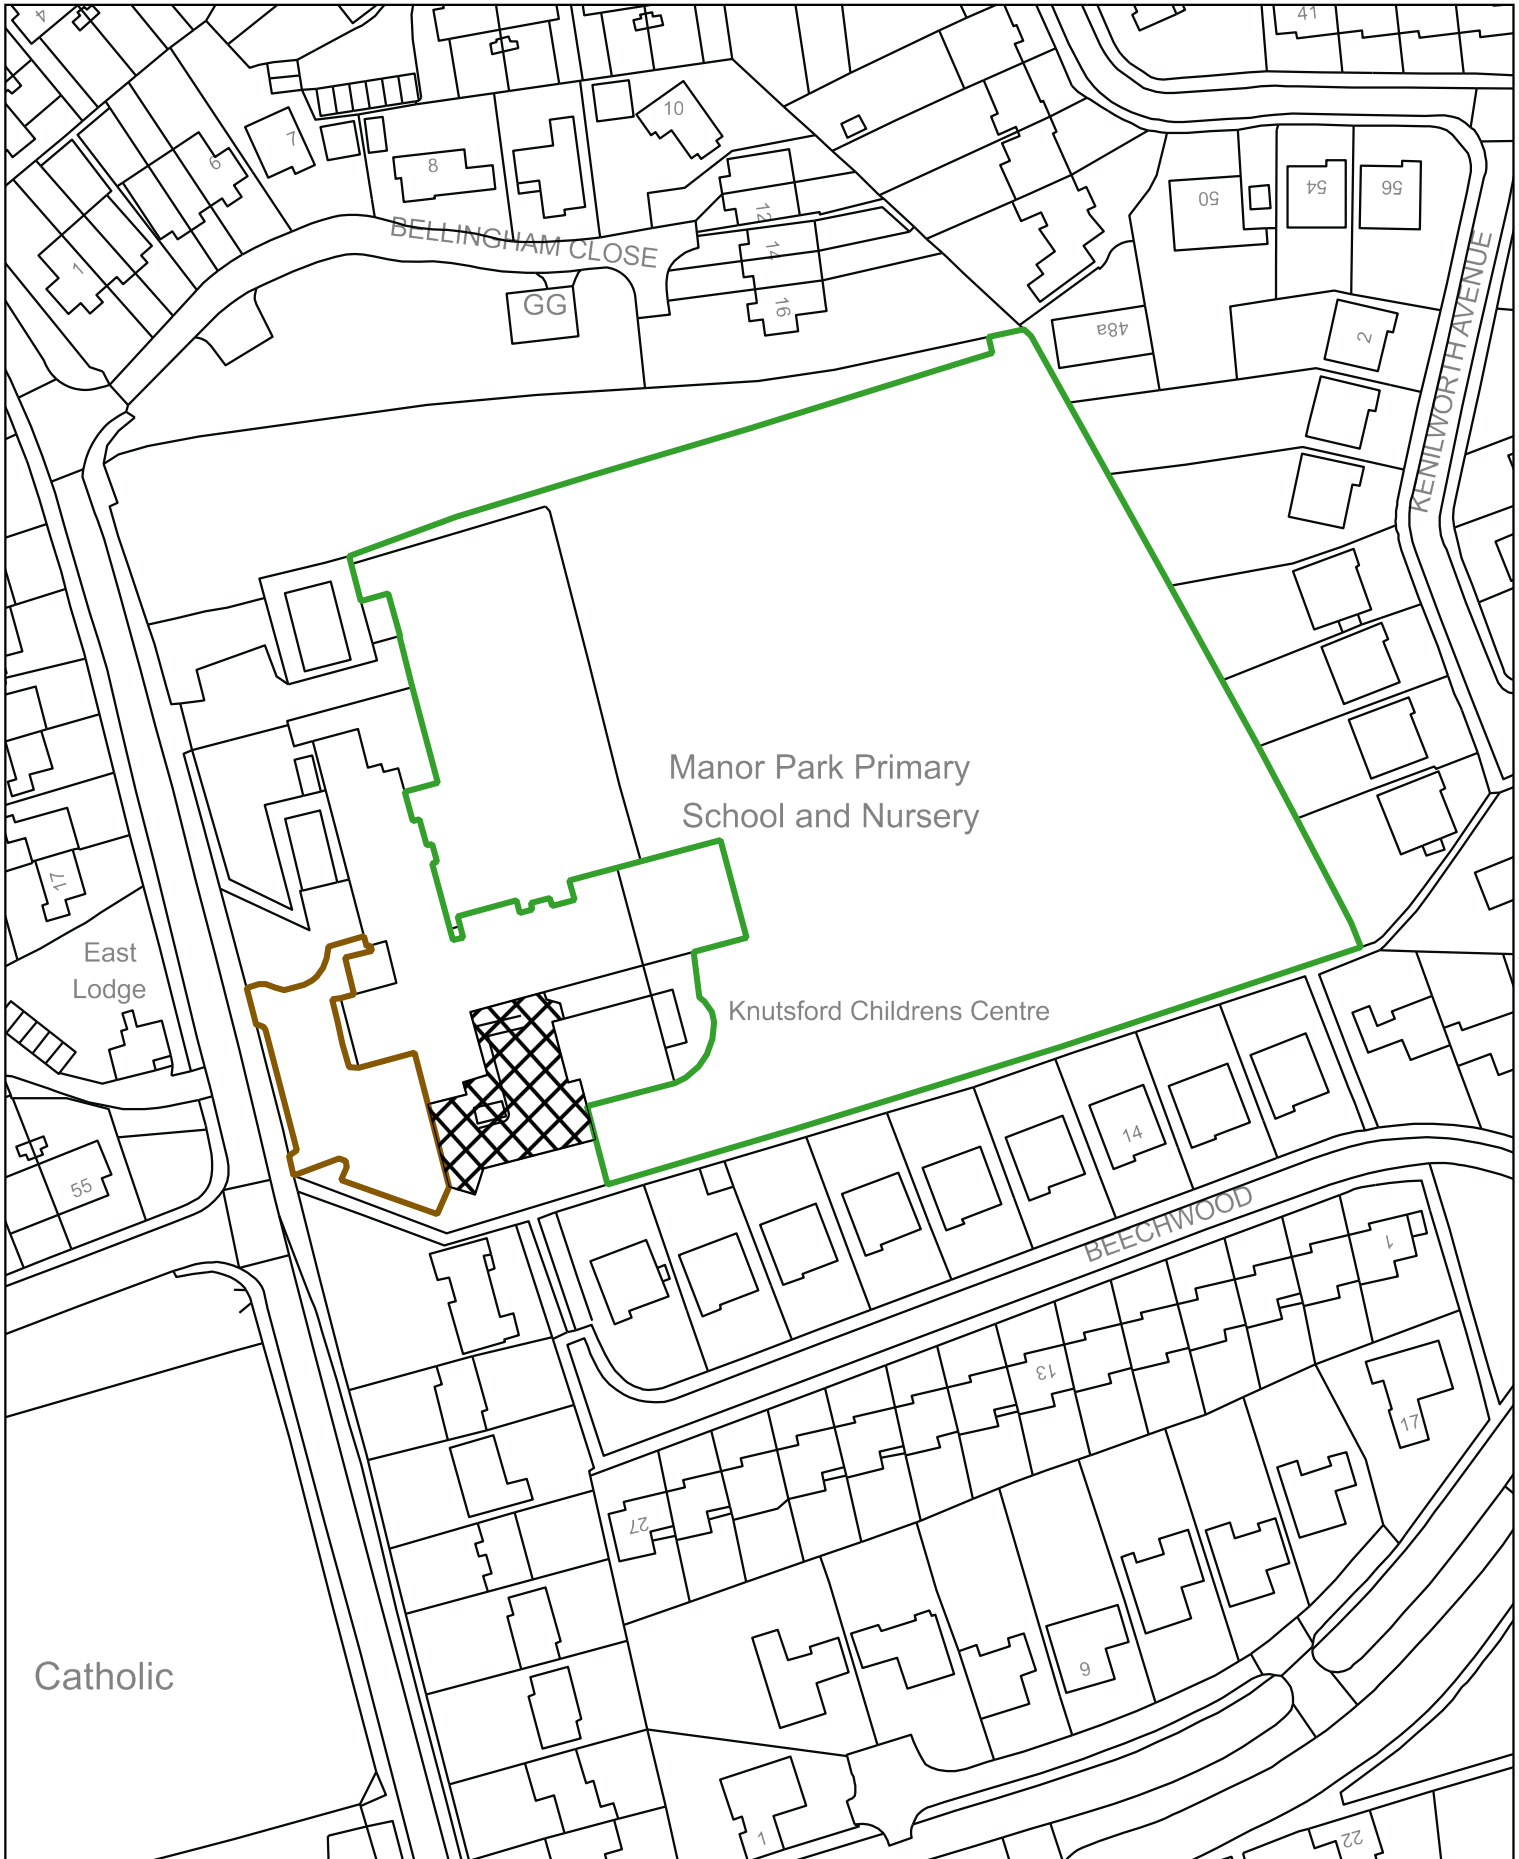 4
41
10
7
8
6
50
54
56
12
BELLINGHAM CLOSE
14
1
GG
16
48a
2
KENILWORTH AVENUE
Manor Park Primary
School and Nursery
17
East
Lodge
Knutsford Childrens Centre
14
55
BEECHWOOD
1
13
17
27
Catholic
9
1
22